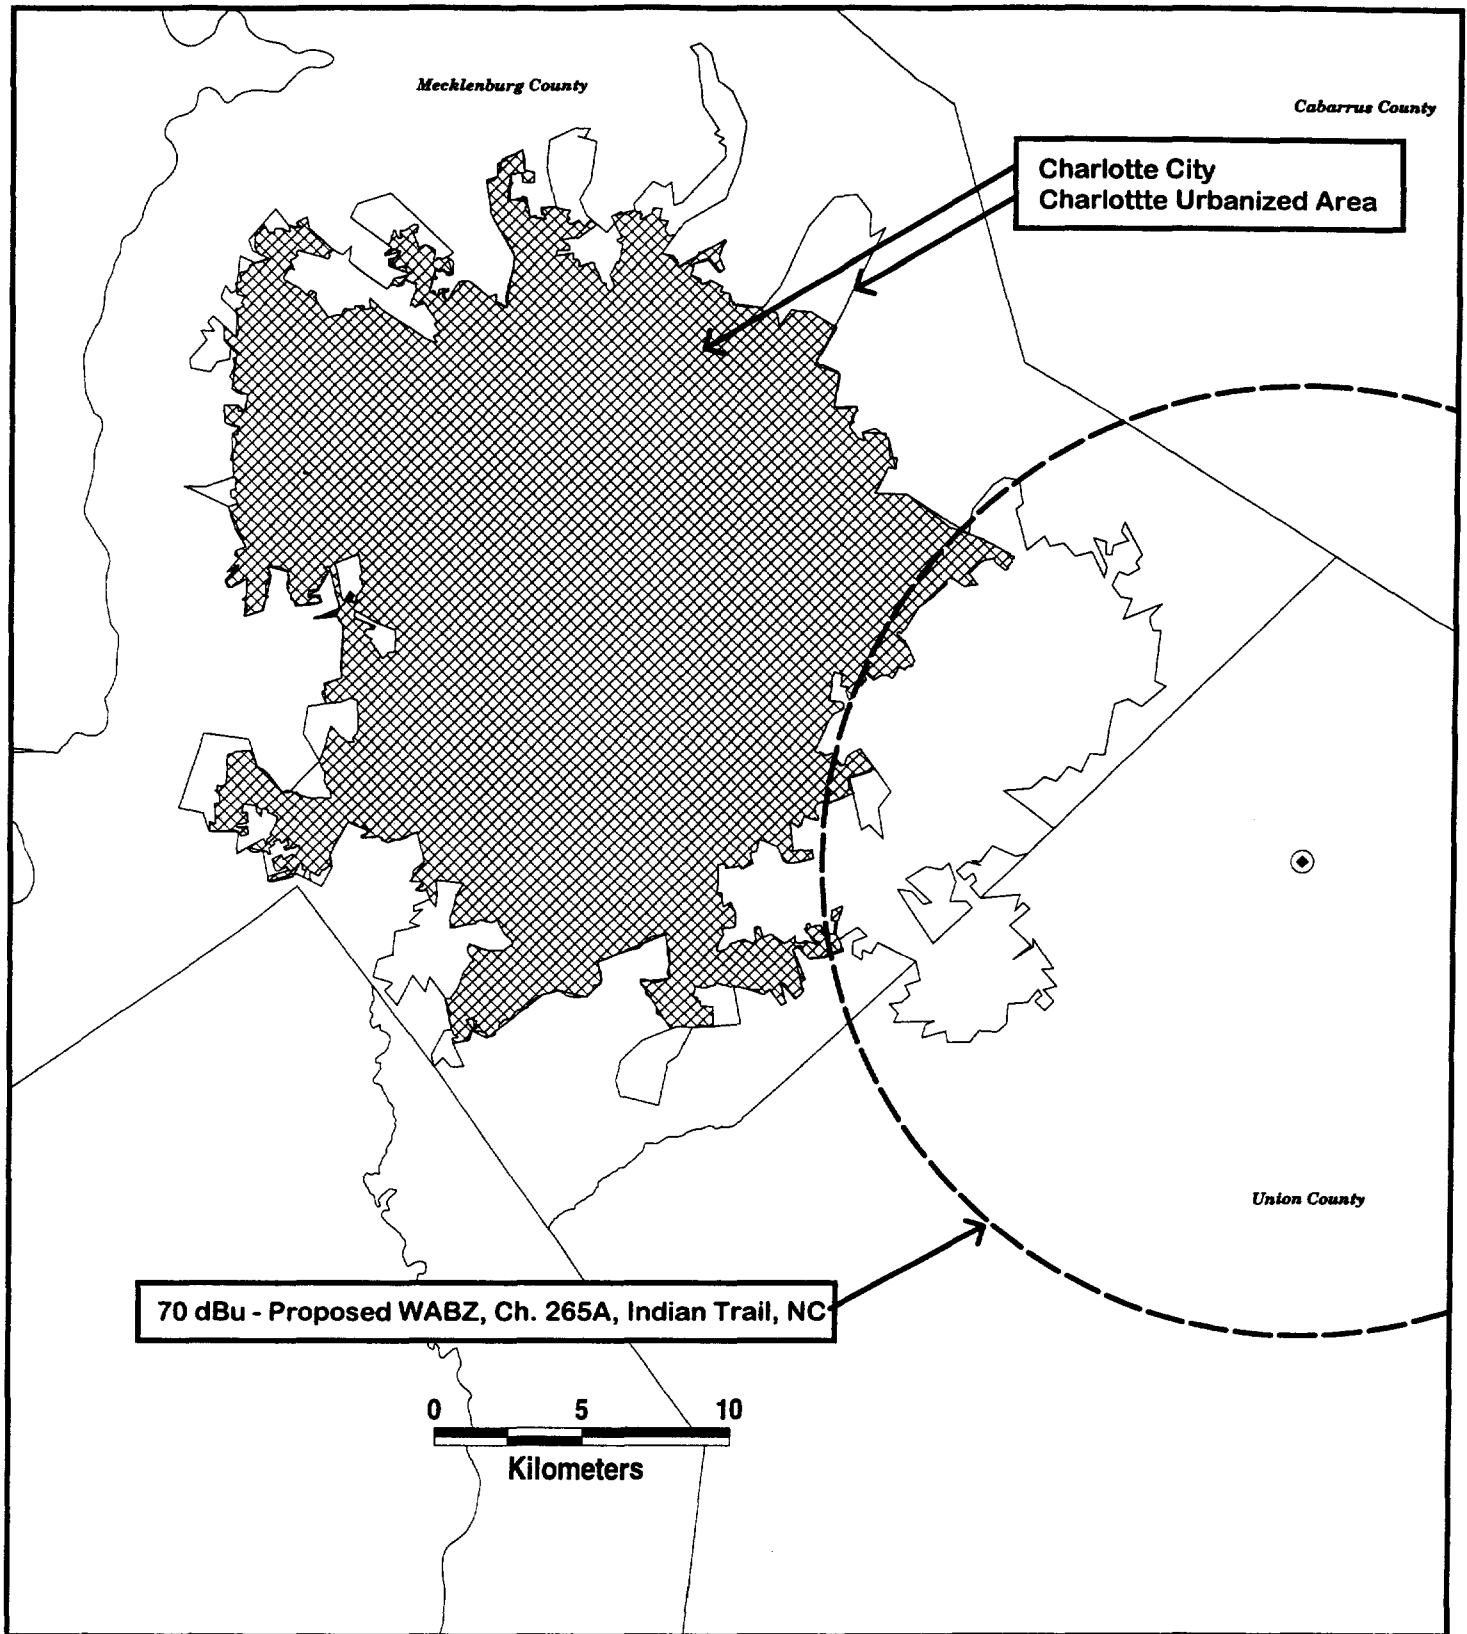 Mecklenburg County
Cabarrus County
Charlotte City
Charlottte Urbanized Area
Union County
70 dBu - Proposed WABZ, Ch. 265A, Indian Trail, NC
0 5 10
Kilometers